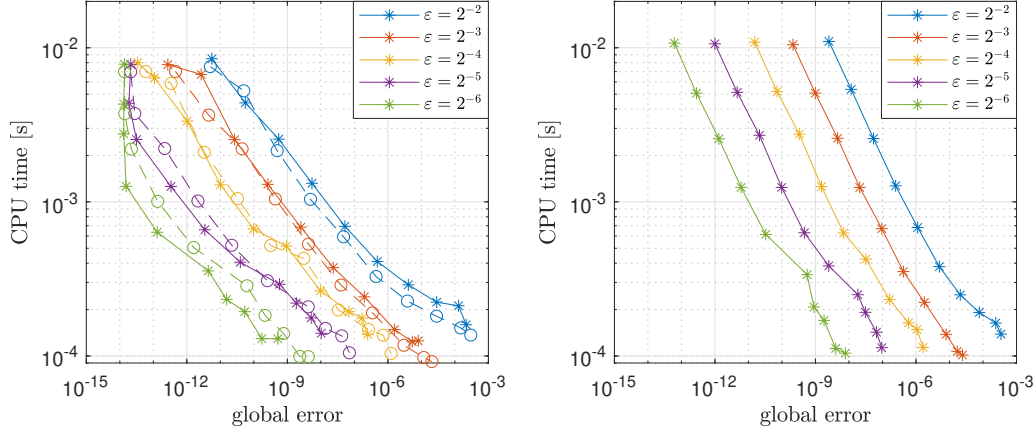 10⁻²
10⁻³
10⁻⁴
CPU time [s]
10⁻¹⁵
10⁻¹²
10⁻⁹
10⁻⁶
10⁻³
global error
ε = 2⁻²
ε = 2⁻³
ε = 2⁻⁴
ε = 2⁻⁵
ε = 2⁻⁶
10⁻²
10⁻³
10⁻⁴
CPU time [s]
10⁻¹⁵
10⁻¹²
10⁻⁹
10⁻⁶
10⁻³
global error
ε = 2⁻²
ε = 2⁻³
ε = 2⁻⁴
ε = 2⁻⁵
ε = 2⁻⁶